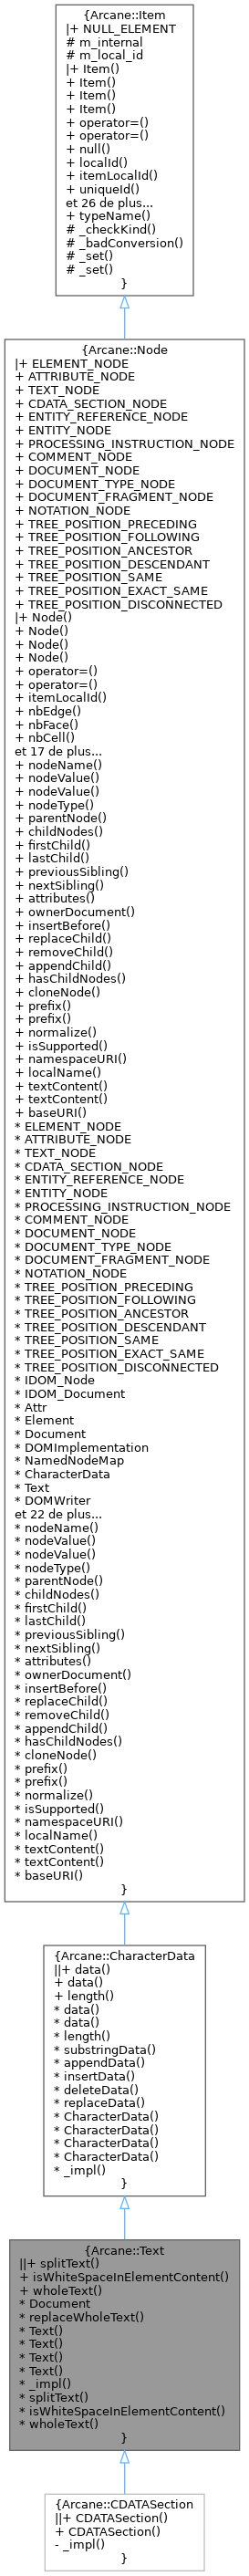 {Arcane::Item
|+ NULL_ELEMENT
# m_internal
# m_local_id
|+ Item()
+ Item()
+ Item()
+ Item()
+ operator=()
+ operator=()
+ null()
+ localId()
+ itemLocalId()
+ uniqueId()
et 26 de plus...
+ typeName()
# _checkKind()
# _badConversion()
# _set()
# _set()
}
{Arcane::Node
|+ ELEMENT_NODE
+ ATTRIBUTE_NODE
+ TEXT_NODE
+ CDATA_SECTION_NODE
+ ENTITY_REFERENCE_NODE
+ ENTITY_NODE
+ PROCESSING_INSTRUCTION_NODE
+ COMMENT_NODE
+ DOCUMENT_NODE
+ DOCUMENT_TYPE_NODE
+ DOCUMENT_FRAGMENT_NODE
+ NOTATION_NODE
+ TREE_POSITION_PRECEDING
+ TREE_POSITION_FOLLOWING
+ TREE_POSITION_ANCESTOR
+ TREE_POSITION_DESCENDANT
+ TREE_POSITION_SAME
+ TREE_POSITION_EXACT_SAME
+ TREE_POSITION_DISCONNECTED
|+ Node()
+ Node()
+ Node()
+ Node()
+ operator=()
+ operator=()
+ itemLocalId()
+ nbEdge()
+ nbFace()
+ nbCell()
et 17 de plus...
+ nodeName()
+ nodeValue()
+ nodeValue()
+ nodeType()
+ parentNode()
+ childNodes()
+ firstChild()
+ lastChild()
+ previousSibling()
+ nextSibling()
+ attributes()
+ ownerDocument()
+ insertBefore()
+ replaceChild()
+ removeChild()
+ appendChild()
+ hasChildNodes()
+ cloneNode()
+ prefix()
+ prefix()
+ normalize()
+ isSupported()
+ namespaceURI()
+ localName()
+ textContent()
+ textContent()
+ baseURI()
* ELEMENT_NODE
* ATTRIBUTE_NODE
* TEXT_NODE
* CDATA_SECTION_NODE
* ENTITY_REFERENCE_NODE
* ENTITY_NODE
* PROCESSING_INSTRUCTION_NODE
* COMMENT_NODE
* DOCUMENT_NODE
* DOCUMENT_TYPE_NODE
* DOCUMENT_FRAGMENT_NODE
* NOTATION_NODE
* TREE_POSITION_PRECEDING
* TREE_POSITION_FOLLOWING
* TREE_POSITION_ANCESTOR
* TREE_POSITION_DESCENDANT
* TREE_POSITION_SAME
* TREE_POSITION_EXACT_SAME
* TREE_POSITION_DISCONNECTED
* IDOM_Node
* IDOM_Document
* Attr
* Element
* Document
* DOMImplementation
* NamedNodeMap
* CharacterData
* Text
* DOMWriter
et 22 de plus...
* nodeName()
* nodeValue()
* nodeValue()
* nodeType()
* parentNode()
* childNodes()
* firstChild()
* lastChild()
* previousSibling()
* nextSibling()
* attributes()
* ownerDocument()
* insertBefore()
* replaceChild()
* removeChild()
* appendChild()
* hasChildNodes()
* cloneNode()
* prefix()
* prefix()
* normalize()
* isSupported()
* namespaceURI()
* localName()
* textContent()
* textContent()
* baseURI()
}
{Arcane::CharacterData
||+ data()
+ data()
+ length()
* data()
* data()
* length()
* substringData()
* appendData()
* insertData()
* deleteData()
* replaceData()
* CharacterData()
* CharacterData()
* CharacterData()
* CharacterData()
* _impl()
}
{Arcane::Text
||+ splitText()
+ isWhiteSpaceInElementContent()
+ wholeText()
* Document
* replaceWholeText()
* Text()
* Text()
* Text()
* Text()
* _impl()
* splitText()
* isWhiteSpaceInElementContent()
* wholeText()
}
{Arcane::CDATASection
||+ CDATASection()
+ CDATASection()
- _impl()
}